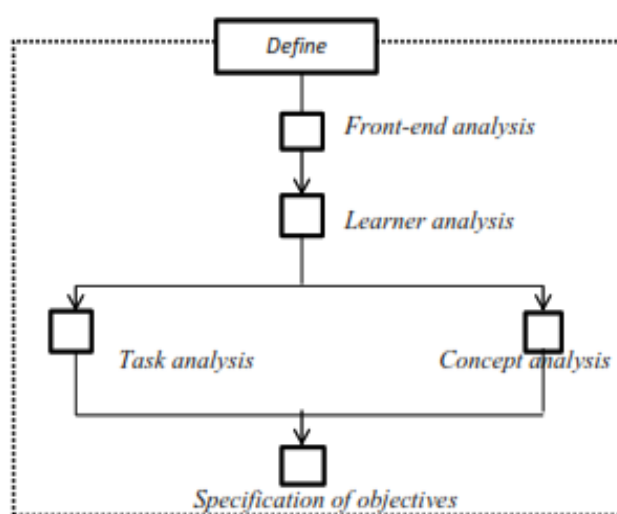 Define
Front-end analysis
Learner analysis
Task analysis
Concept analysis
Specification of objectives